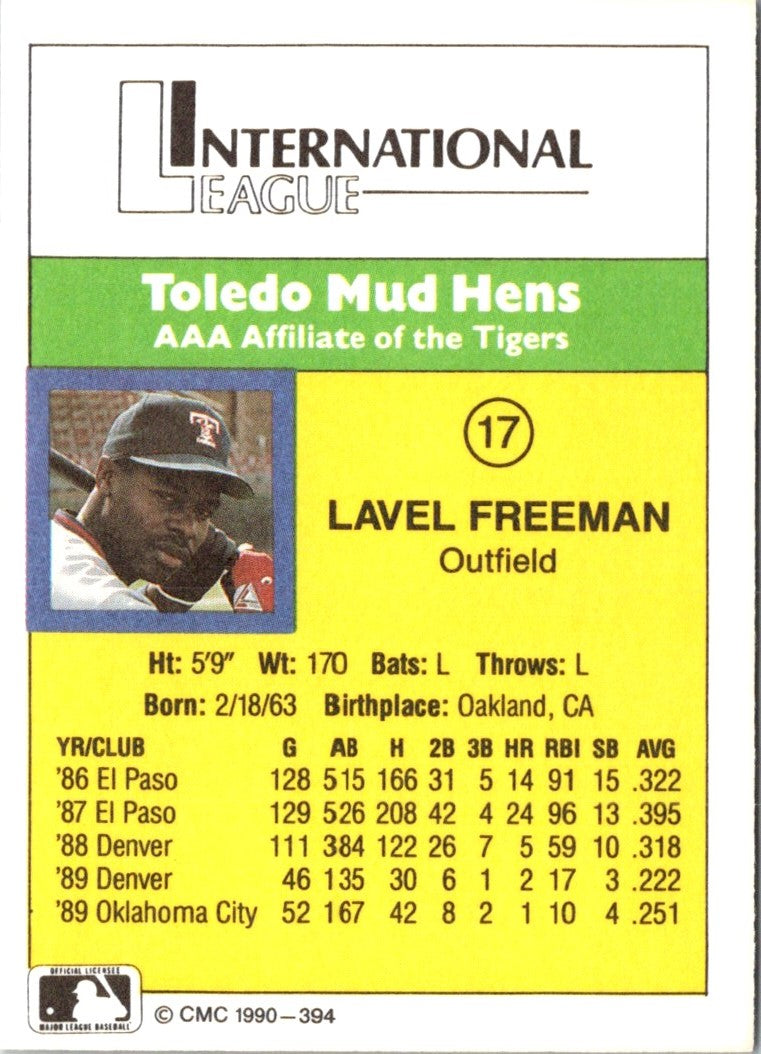 INTERNATIONAL
LEAGUE
Toledo Mud Hens
AAA Affiliate of the Tigers
T
17
LAVEL FREEMAN
Outfield
Ht: 5'9" Wt: 170 Bats: L Throws: L
Born: 2/18/63 Birthplace: Oakland, CA
YR/CLUB G AB H 2B 3B HR RBI SB AVG
'86 El Paso 128 515 166 31 5 14 91 15 .322
'87 El Paso 129 526 208 42 4 24 96 13 .395
'88 Denver 111 384 122 26 7 5 59 10 .318
'89 Denver 46 135 30 6 1 2 17 3 .222
'89 Oklahoma City 52 167 42 8 2 1 10 4 .251
OFFICIAL LICENSEE
MAJOR LEAGUE BASEBALL
© CMC 1990–394